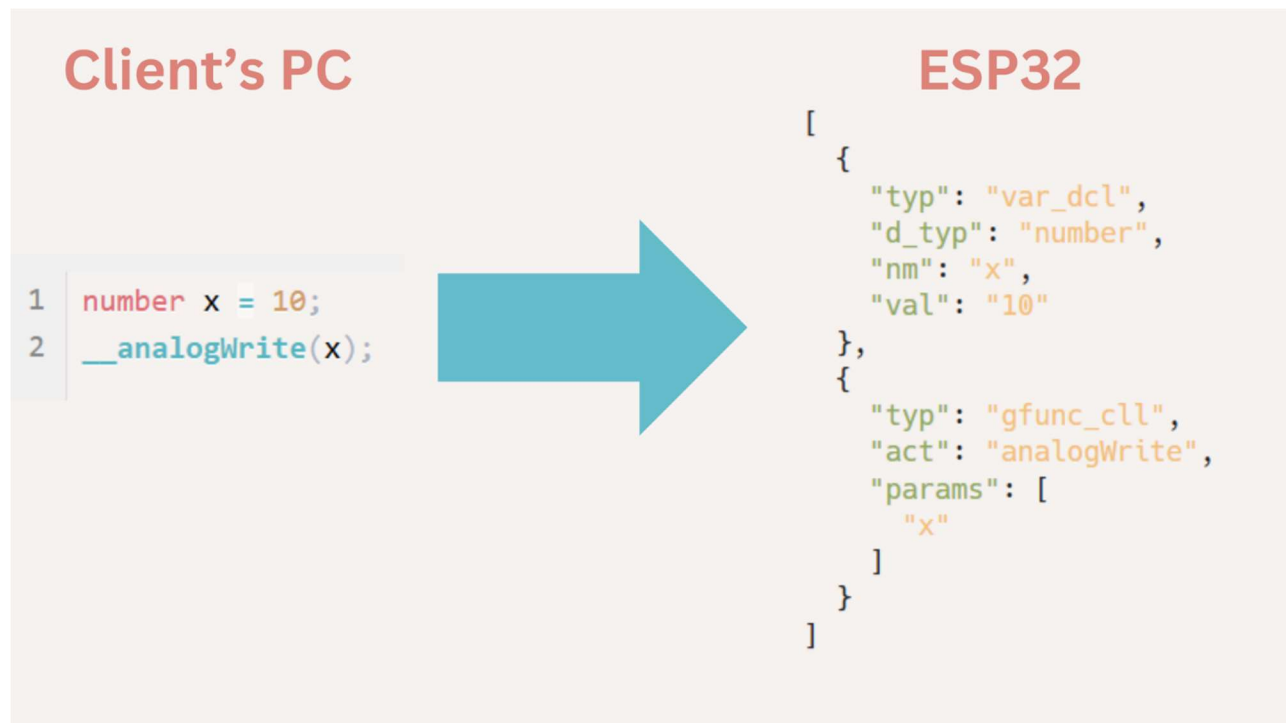 Client's PC
ESP32
1 number x = 10;
2 __analogWrite(x);
[
  {
    "typ": "var_dcl",
    "d_typ": "number",
    "nm": "x",
    "val": "10"
  },
  {
    "typ": "gfunc_cll",
    "act": "analogWrite",
    "params": [
      "x"
    ]
  }
]